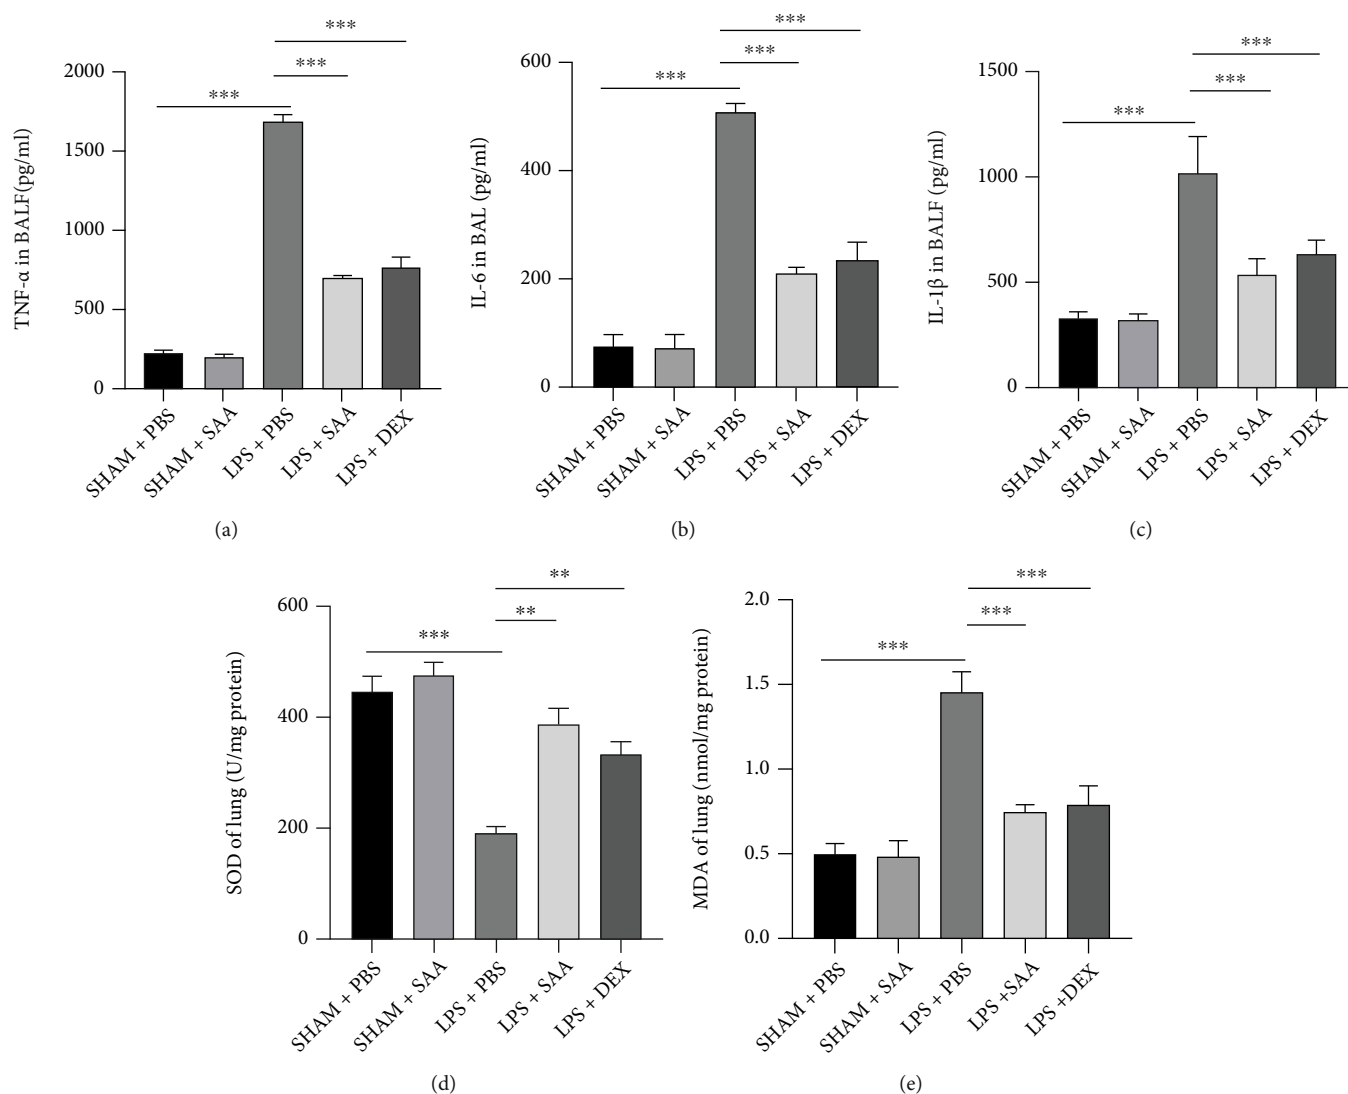 ***
***
***
2000
1500
1000
500
0
TNF-α in BALF(pg/ml)
SHAM + PBS
SHAM + SAA
LPS + PBS
LPS + SAA
LPS + DEX
(a)
***
***
***
600
400
200
0
IL-6 in BAL (pg/ml)
SHAM + PBS
SHAM + SAA
LPS + PBS
LPS + SAA
LPS + DEX
(b)
***
***
***
1500
1000
500
0
IL-1β in BALF (pg/ml)
SHAM + PBS
SHAM + SAA
LPS + PBS
LPS + SAA
LPS + DEX
(c)
**
**
***
600
400
200
0
SOD of lung (U/mg protein)
SHAM + PBS
SHAM + SAA
LPS + PBS
LPS + SAA
LPS + DEX
(d)
***
***
***
2.0
1.5
1.0
0.5
0.0
MDA of lung (nmol/mg protein)
SHAM + PBS
SHAM + SAA
LPS + PBS
LPS +SAA
LPS +DEX
(e)